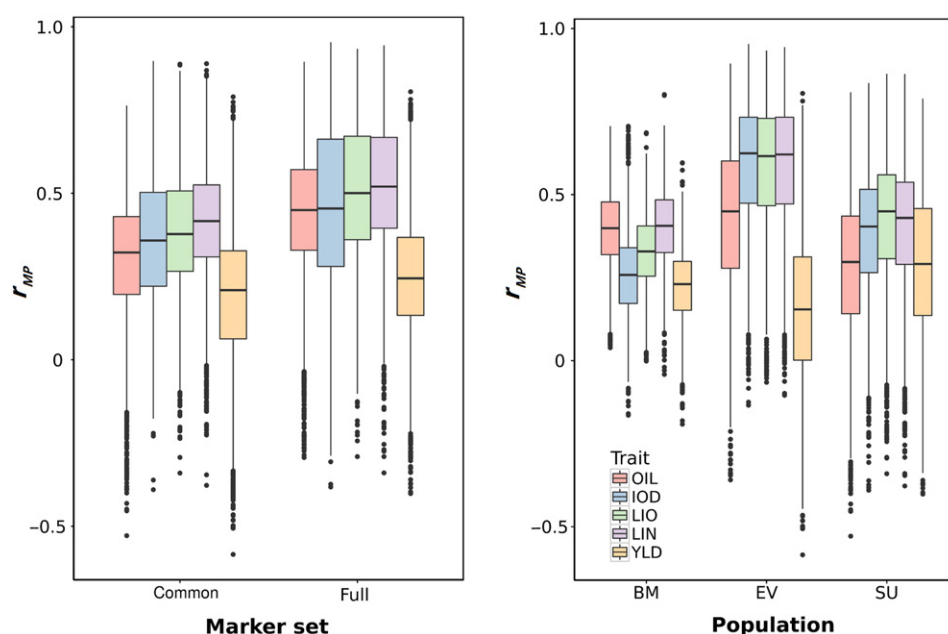 1.0
0.5
0
−0.5
r_MP
Common Full
Marker set
1.0
0.5
0
−0.5
r_MP
Trait
OIL
IOD
LIO
LIN
YLD
BM EV SU
Population